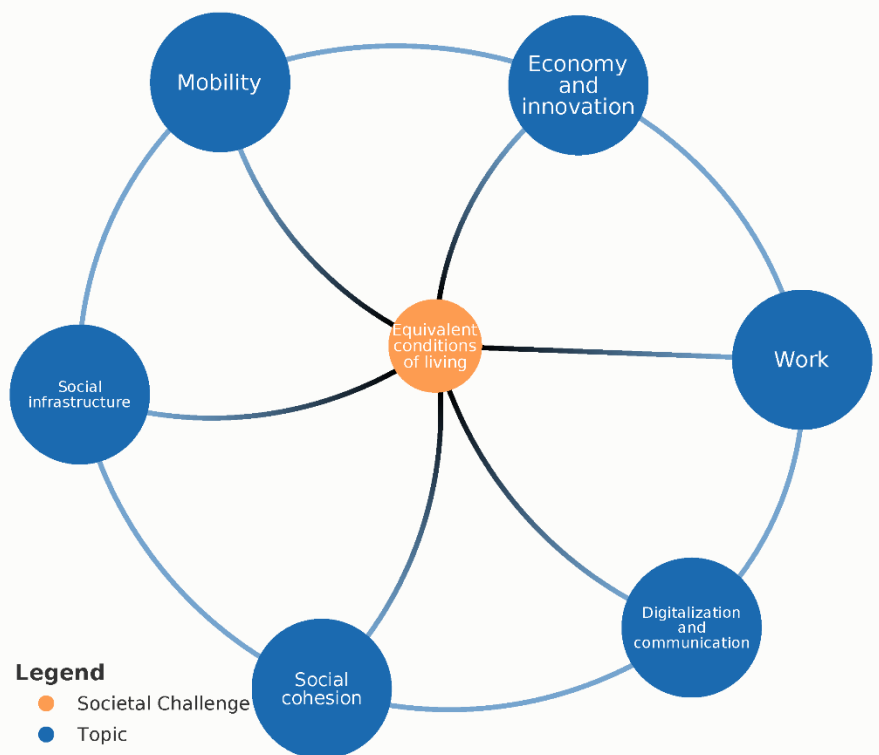 Mobility
Economy
and
innovation
Equivalent
conditions
of living
Work
Social
infrastructure
Digitalization
and
communication
Social
cohesion
Legend
Societal Challenge
Topic